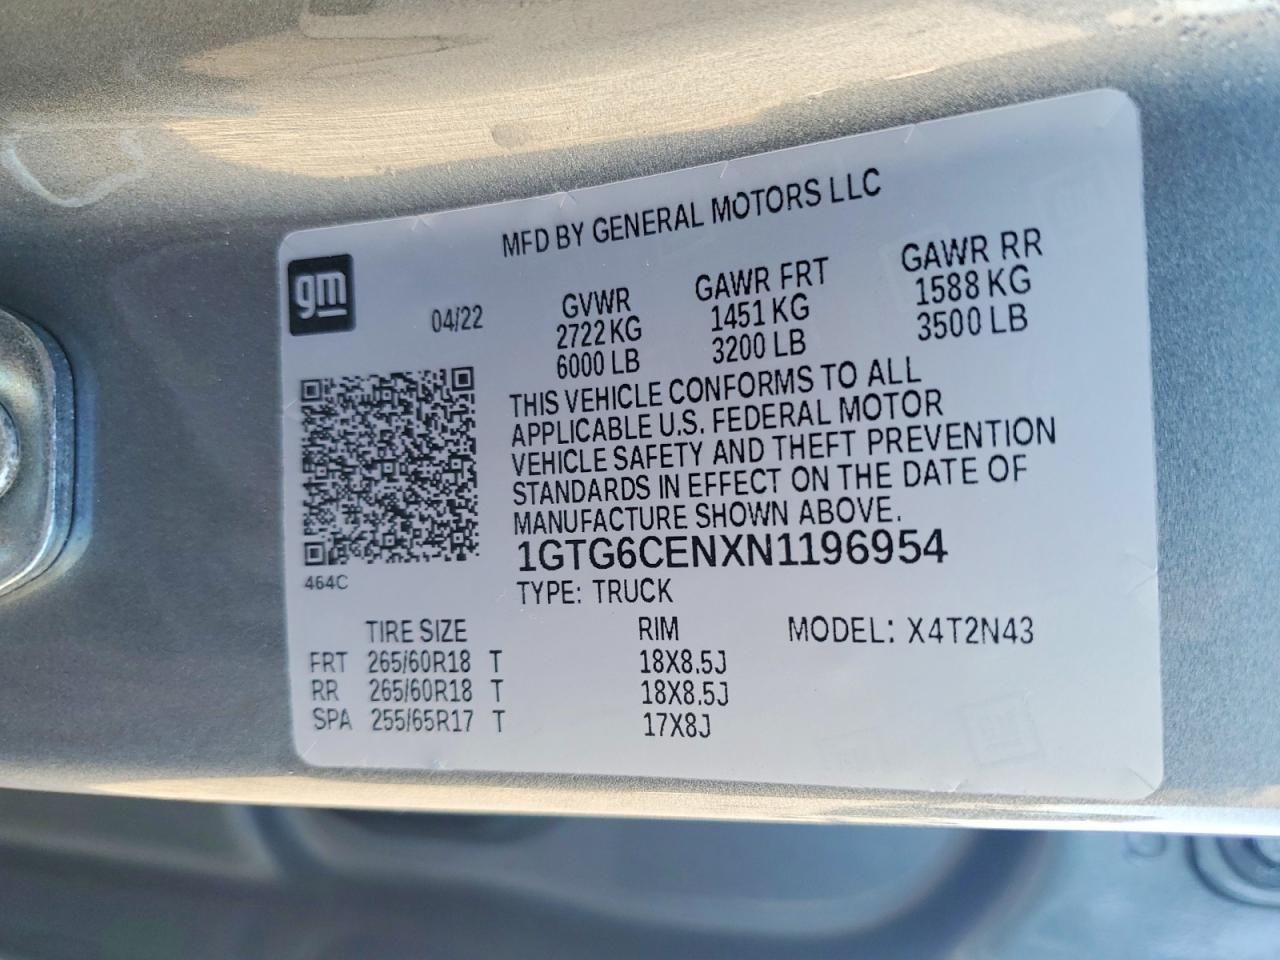 MFD BY GENERAL MOTORS LLC
gm
04/22
GVWR
2722 KG
6000 LB
GAWR FRT
1451 KG
3200 LB
GAWR RR
1588 KG
3500 LB
THIS VEHICLE CONFORMS TO ALL
APPLICABLE U.S. FEDERAL MOTOR
VEHICLE SAFETY AND THEFT PREVENTION
STANDARDS IN EFFECT ON THE DATE OF
MANUFACTURE SHOWN ABOVE.
464C
1GTG6CENXN1196954
TYPE: TRUCK
TIRE SIZE RIM MODEL: X4T2N43
FRT 265/60R18 T 18X8.5J
RR 265/60R18 T 18X8.5J
SPA 255/65R17 T 17X8J